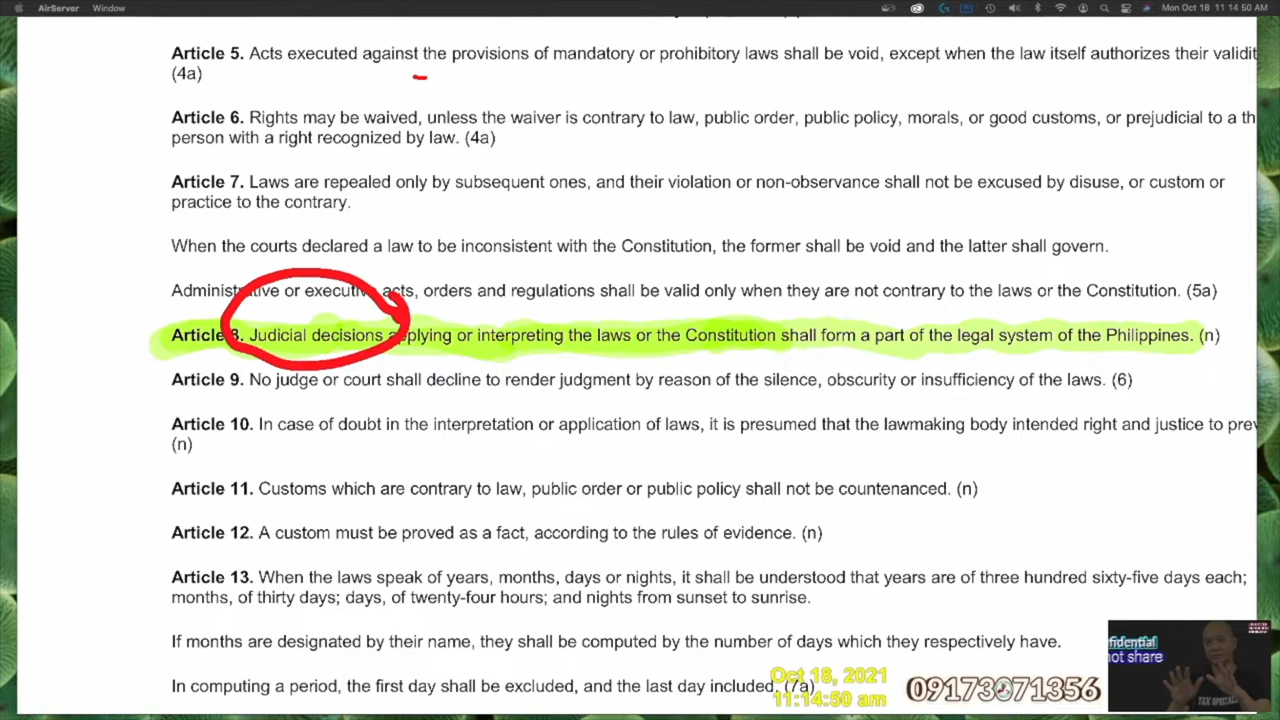 AirServer Window Mon Oct 18 11 14 50 AM
Article 5. Acts executed against the provisions of mandatory or prohibitory laws shall be void, except when the law itself authorizes their validit
(4a)
Article 6. Rights may be waived, unless the waiver is contrary to law, public order, public policy, morals, or good customs, or prejudicial to a th
person with a right recognized by law. (4a)
Article 7. Laws are repealed only by subsequent ones, and their violation or non-observance shall not be excused by disuse, or custom or
practice to the contrary.
When the courts declared a law to be inconsistent with the Constitution, the former shall be void and the latter shall govern.
Administrative or executive acts, orders and regulations shall be valid only when they are not contrary to the laws or the Constitution. (5a)
Article 8. Judicial decisions applying or interpreting the laws or the Constitution shall form a part of the legal system of the Philippines. (n)
Article 9. No judge or court shall decline to render judgment by reason of the silence, obscurity or insufficiency of the laws. (6)
Article 10. In case of doubt in the interpretation or application of laws, it is presumed that the lawmaking body intended right and justice to prev
(n)
Article 11. Customs which are contrary to law, public order or public policy shall not be countenanced. (n)
Article 12. A custom must be proved as a fact, according to the rules of evidence. (n)
Article 13. When the laws speak of years, months, days or nights, it shall be understood that years are of three hundred sixty-five days each;
months, of thirty days; days, of twenty-four hours; and nights from sunset to sunrise.
If months are designated by their name, they shall be computed by the number of days which they respectively have.
In computing a period, the first day shall be excluded, and the last day included. (7a)
Oct 18, 2021
11:14:50 am
09173071356
fidential
not share